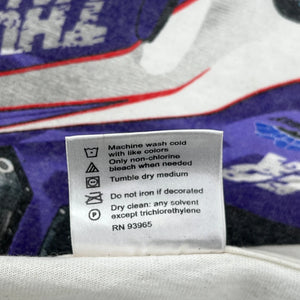 Machine wash cold
with like colors
Only non-chlorine
bleach when needed
Tumble dry medium
Do not iron if decorated
Dry clean: any solvent
except trichlorethylene
RN 93965